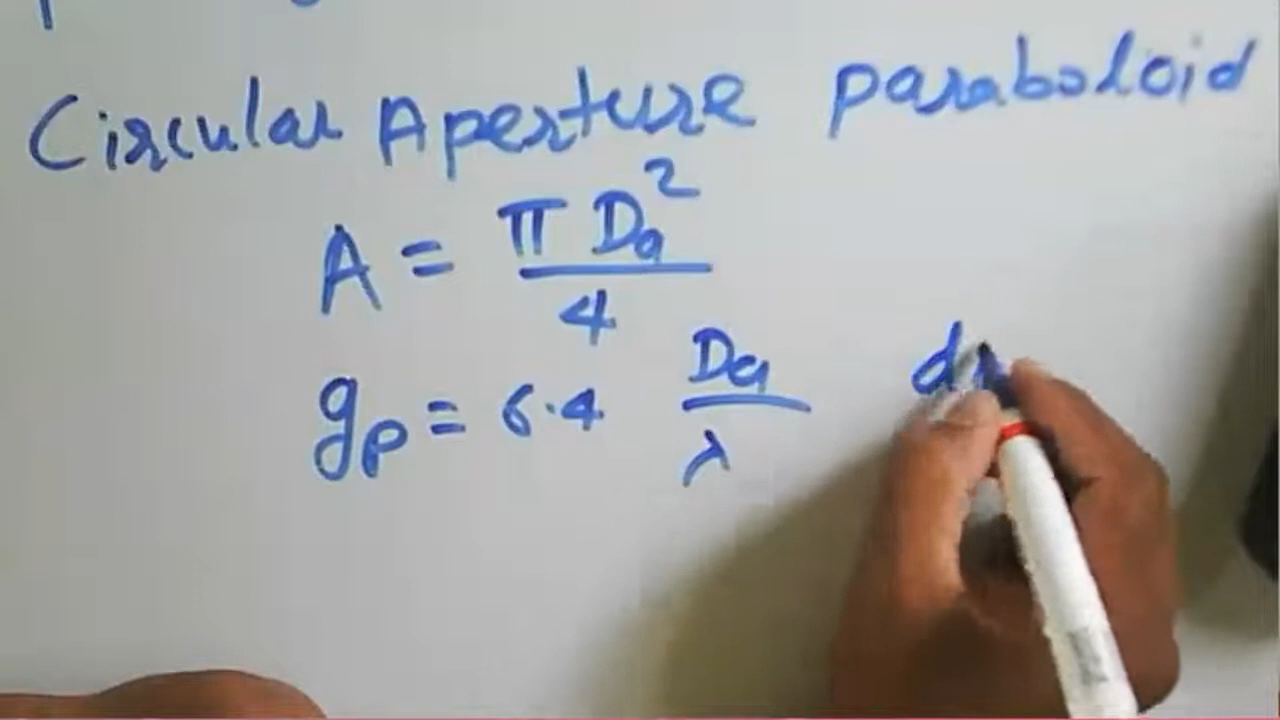 Circular Aperture paraboloid
A = π Da² / 4
gp = 6.4 Da / λ